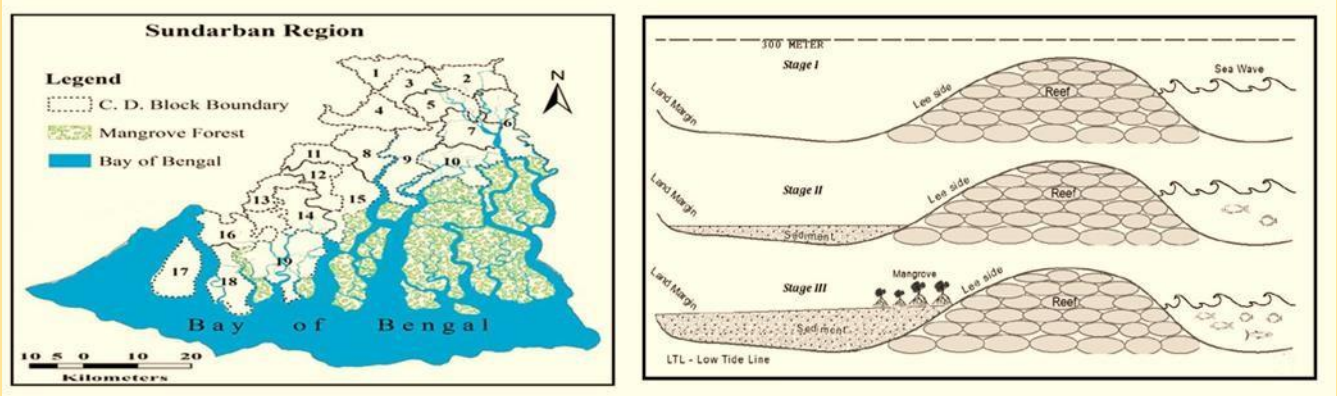 Sundarban Region
Legend
C. D. Block Boundary
Mangrove Forest
Bay of Bengal
N
1
2
3
4
5
6
7
8
9
10
11
12
13
14
15
16
17
18
19
Bay of Bengal
10 5 0 10 20
Kilometers
300 METER
Stage I
Land Margin
Lee side
Reef
Sea Wave
Stage II
Land Margin
Lee side
Reef
Sediment
Stage III
Land Margin
Mangrove
Lee side
Reef
Sediment
LTL - Low Tide Line